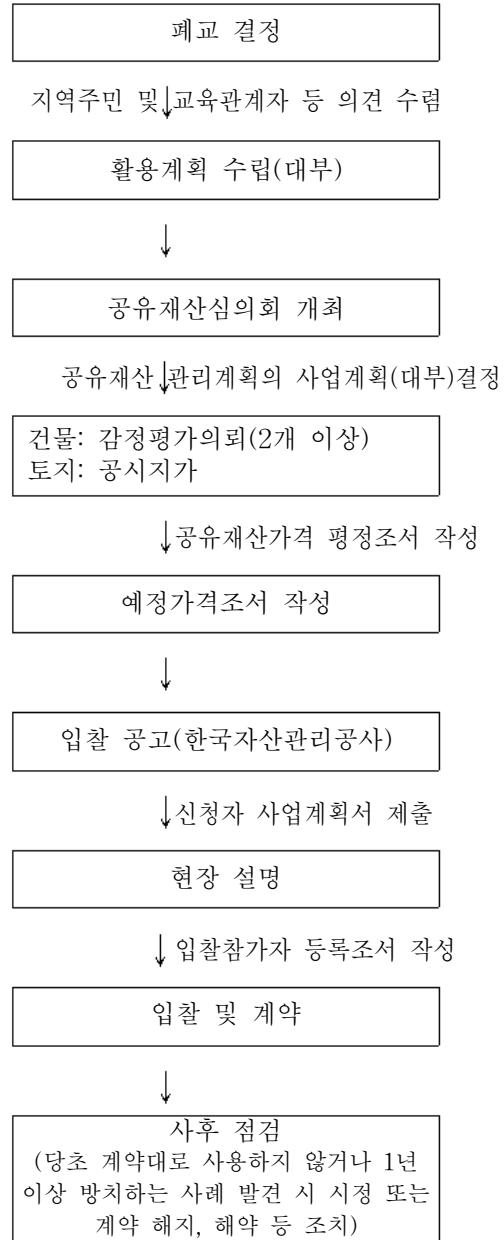 폐교 결정
지역주민 및↓교육관계자 등 의견 수렴
활용계획 수립(대부)
↓
공유재산심의회 개최
공유재산↓관리계획의 사업계획(대부)결정
건물: 감정평가의뢰(2개 이상)
토지: 공시지가
↓공유재산가격 평정조서 작성
예정가격조서 작성
↓
입찰 공고(한국자산관리공사)
↓신청자 사업계획서 제출
현장 설명
↓ 입찰참가자 등록조서 작성
입찰 및 계약
↓
사후 점검
(당초 계약대로 사용하지 않거나 1년
이상 방치하는 사례 발견 시 시정 또는
계약 해지, 해약 등 조치)